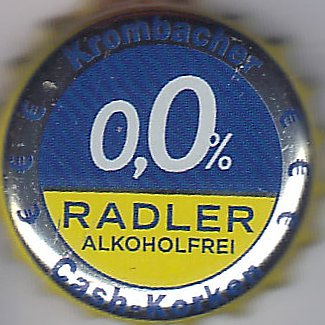 Krombacher
€ € €
0,0%
€ € €
RADLER
ALKOHOLFREI
Cash-Korken